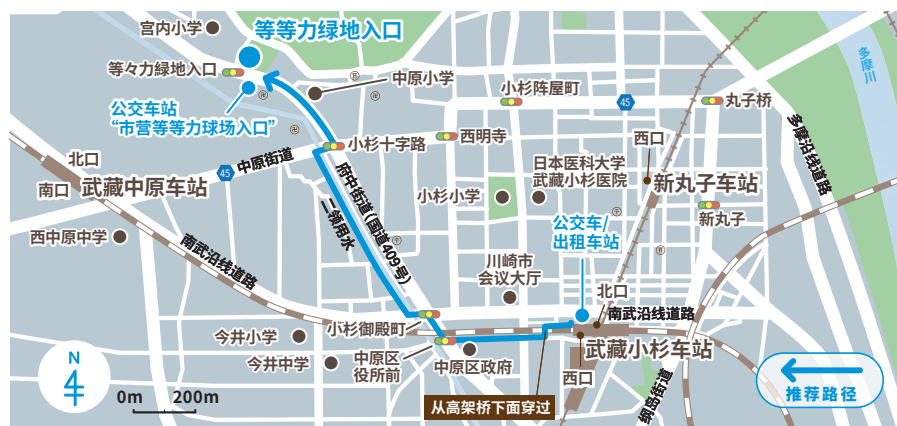 宫内小学
等等力绿地入口
等々力緑地入口
中原小学
公交车站
“市营等等力球场入口”
小杉阵屋町
45
丸子桥
多摩川
多摩沿线道路
小杉十字路
西明寺
西口
北口
南口
武藏中原车站
45
中原街道
府中街道(国道409号)
二领用水
日本医科大学
武藏小杉医院
新丸子车站
小杉小学
新丸子
公交车/
出租车站
西中原中学
南武沿线道路
川崎市
会议大厅
北口
南武沿线道路
小杉御殿町
今井小学
今井中学
中原区
役所前
中原区政府
武藏小杉车站
西口
纲岛街道
从高架桥下面穿过
推荐路径
N
0m 200m